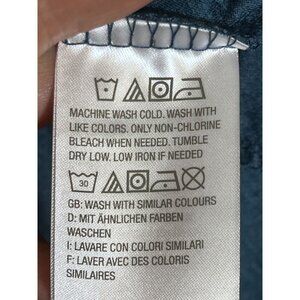 MACHINE WASH COLD. WASH WITH
LIKE COLORS. ONLY NON-CHLORINE
BLEACH WHEN NEEDED. TUMBLE
DRY LOW. LOW IRON IF NEEDED
30
GB: WASH WITH SIMILAR COLOURS
D: MIT ÄHNLICHEN FARBEN
WASCHEN
I: LAVARE CON COLORI SIMILARI
F: LAVER AVEC DES COLORIS
SIMILAIRES